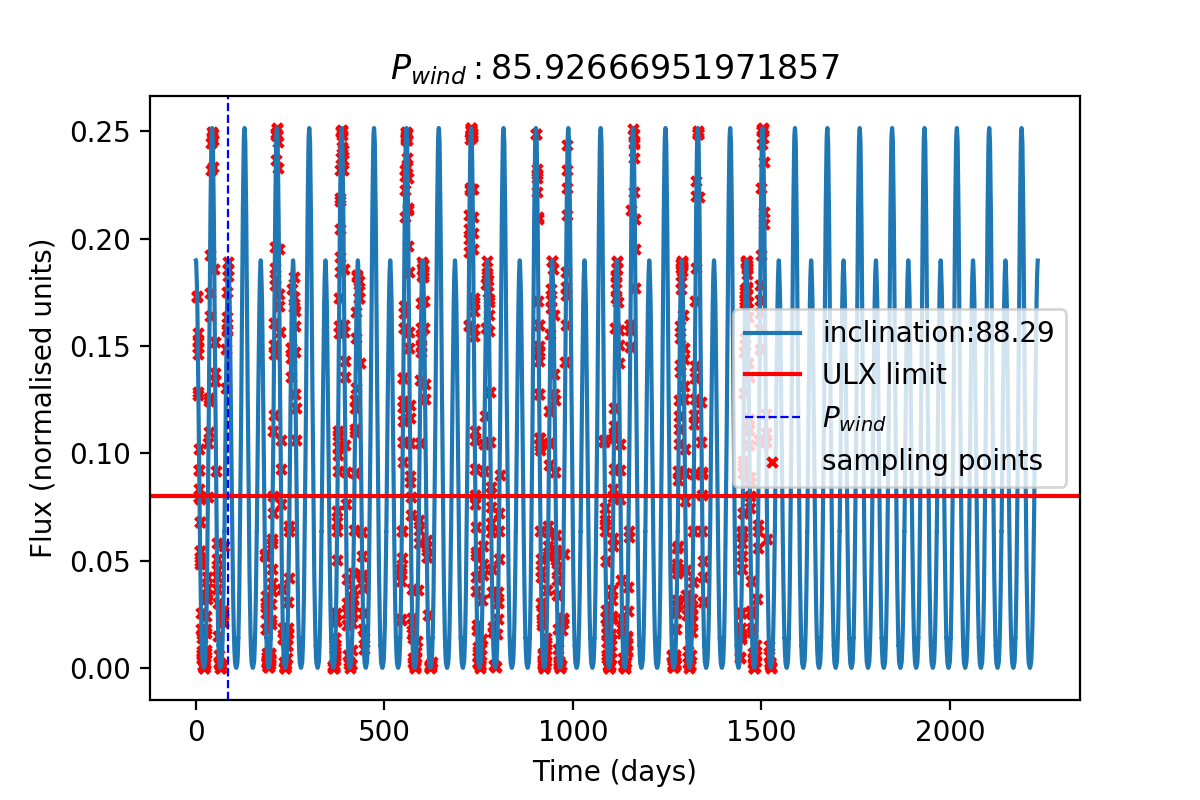 P_wind : 85.92666951971857
0.25
0.20
0.15
0.10
0.05
0.00
Flux (normalised units)
inclination:88.29
ULX limit
P_wind
sampling points
0 500 1000 1500 2000
Time (days)